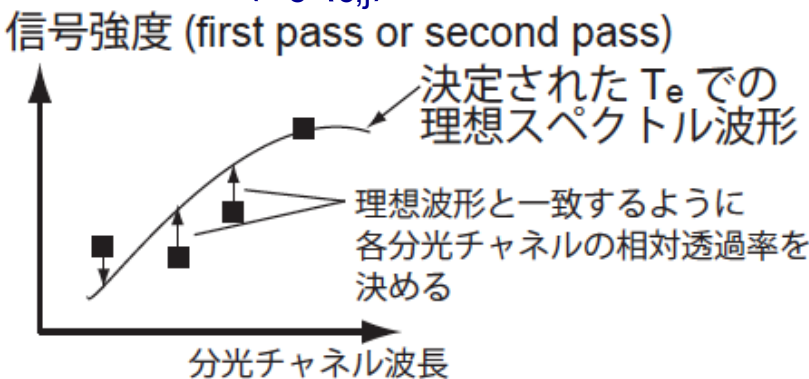 信号強度 (first pass or second pass)
決定された Te での
理想スペクトル波形
理想波形と一致するように
各分光チャネルの相対透過率を
決める
分光チャネル波長